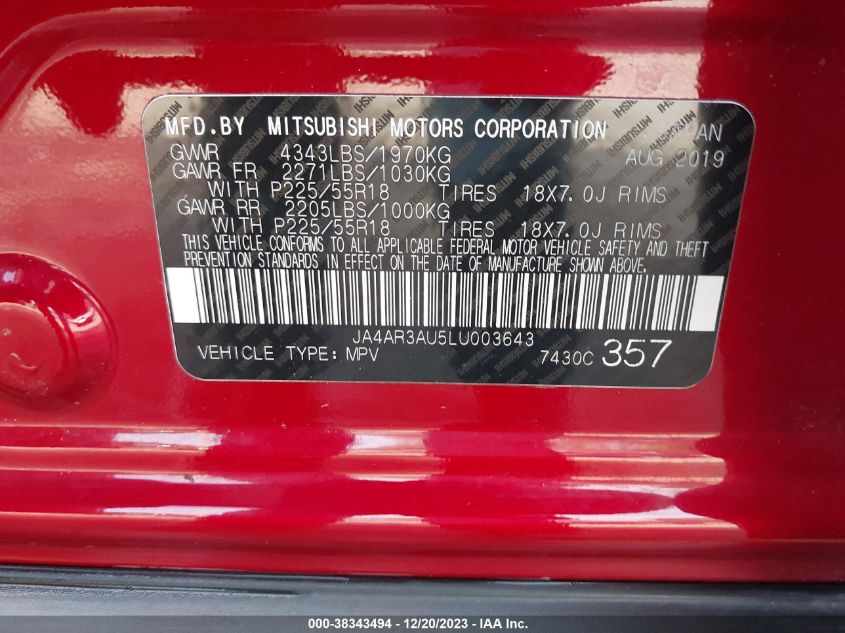 MFD.BY MITSUBISHI MOTORS CORPORATION JAPAN
GVWR 4343LBS/1970KG AUG 2019
GAWR FR 2271LBS/1030KG
WITH P225/55R18 TIRES 18X7.0J RIMS
GAWR RR 2205LBS/1000KG
WITH P225/55R18 TIRES 18X7.0J RIMS
THIS VEHICLE CONFORMS TO ALL APPLICABLE FEDERAL MOTOR VEHICLE SAFETY AND THEFT
PREVENTION STANDARDS IN EFFECT ON THE DATE OF MANUFACTURE SHOWN ABOVE.
JA4AR3AU5LU003643
VEHICLE TYPE: MPV 7430C 357
000-38343494 - 12/20/2023 - IAA Inc.